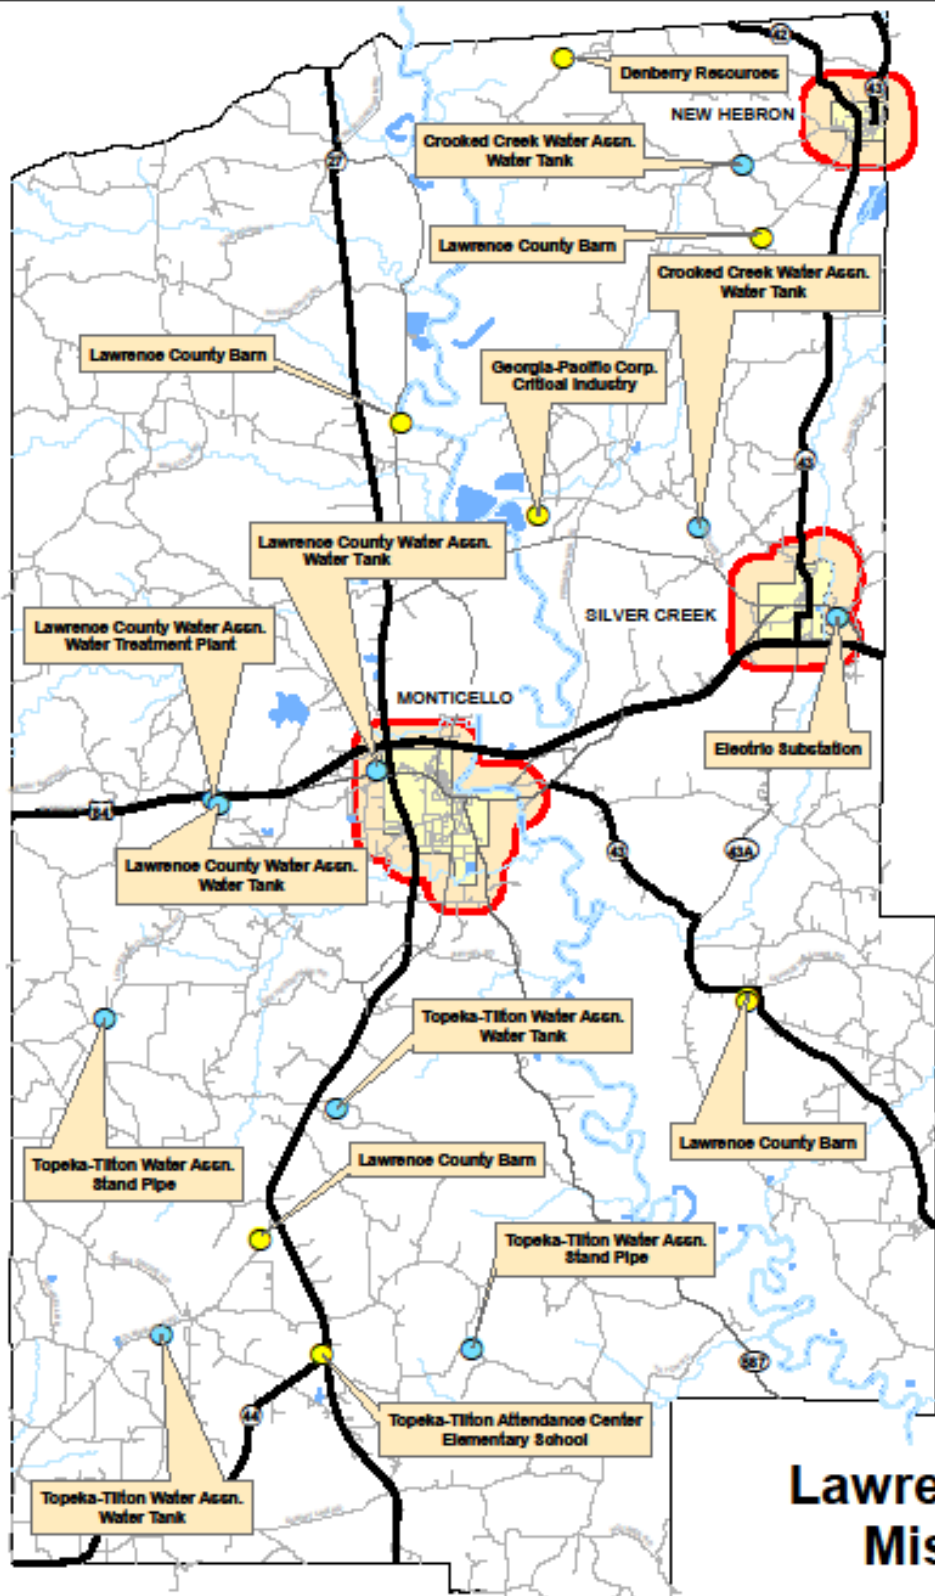 42
Denberry Resources
43
NEW HEBRON
Crooked Creek Water Assn.
Water Tank
27
Lawrence County Barn
Crooked Creek Water Assn.
Water Tank
Lawrence County Barn
Georgia-Pacific Corp.
Critical Industry
43
Lawrence County Water Assn.
Water Tank
SILVER CREEK
Lawrence County Water Assn.
Water Treatment Plant
MONTICELLO
Electric Substation
84
Lawrence County Water Assn.
Water Tank
43
43A
Topeka-Tilton Water Assn.
Water Tank
Lawrence County Barn
Topeka-Tilton Water Assn.
Stand Pipe
Lawrence County Barn
Topeka-Tilton Water Assn.
Stand Pipe
587
44
Topeka-Tilton Attendance Center
Elementary School
Topeka-Tilton Water Assn.
Water Tank
Lawre
Mis